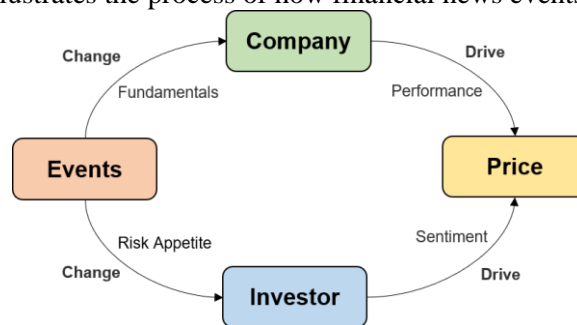 lustrates the process of how financial news events
Company
Change
Drive
Fundamentals
Performance
Events
Price
Risk Appetite
Sentiment
Change
Drive
Investor